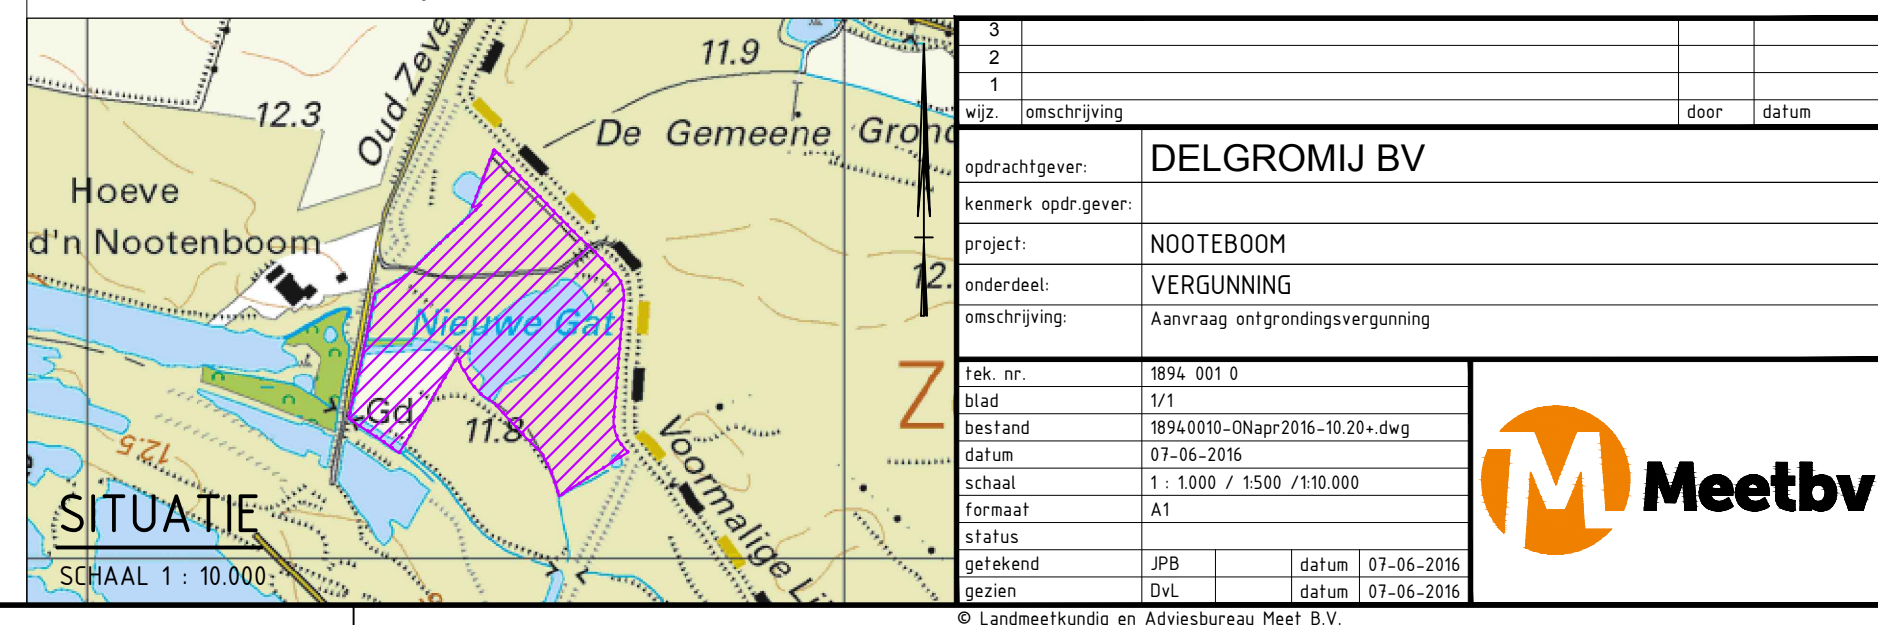 11.9
12.3
Oud Zeve
De Gemeene Grond
Hoeve
d'n Nootenboom
12.
Nieuwe Gat
Z
Gd
11.8
12.5
Voormalige Li
SITUATIE
SCHAAL 1 : 10.000
3
2
1
wijz. omschrijving door datum
opdrachtgever: DELGROMIJ BV
kenmerk opdr.gever:
project: NOOTEBOOM
onderdeel: VERGUNNING
omschrijving: Aanvraag ontgrondingsvergunning
tek. nr. 1894 001 0
blad 1/1
bestand 18940010-ONapr2016-10.20+.dwg
datum 07-06-2016
schaal 1 : 1.000 / 1:500 /1:10.000
formaat A1
status
getekend JPB datum 07-06-2016
gezien DvL datum 07-06-2016
Meetbv
© Landmeetkundig en Adviesbureau Meet B.V.